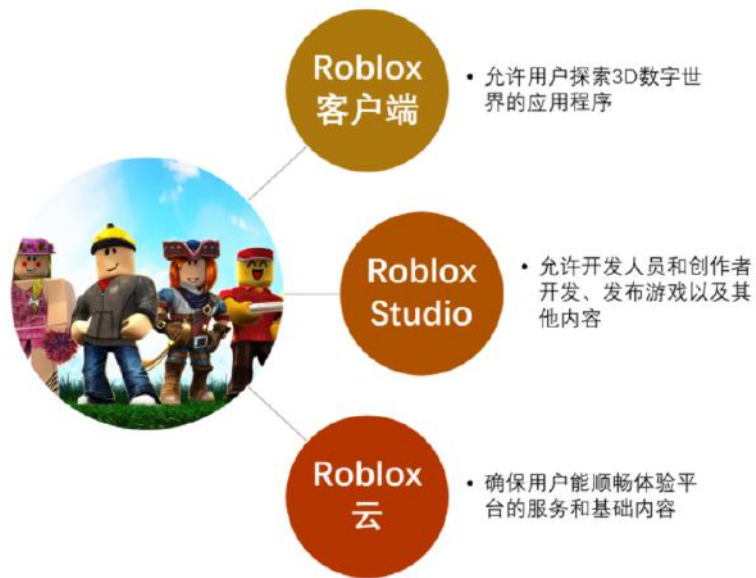 Roblox
客户端
• 允许用户探索3D数字世
界的应用程序
Roblox
Studio
• 允许开发人员和创作者
开发、发布游戏以及其
他内容
Roblox
云
• 确保用户能顺畅体验平
台的服务和基础内容